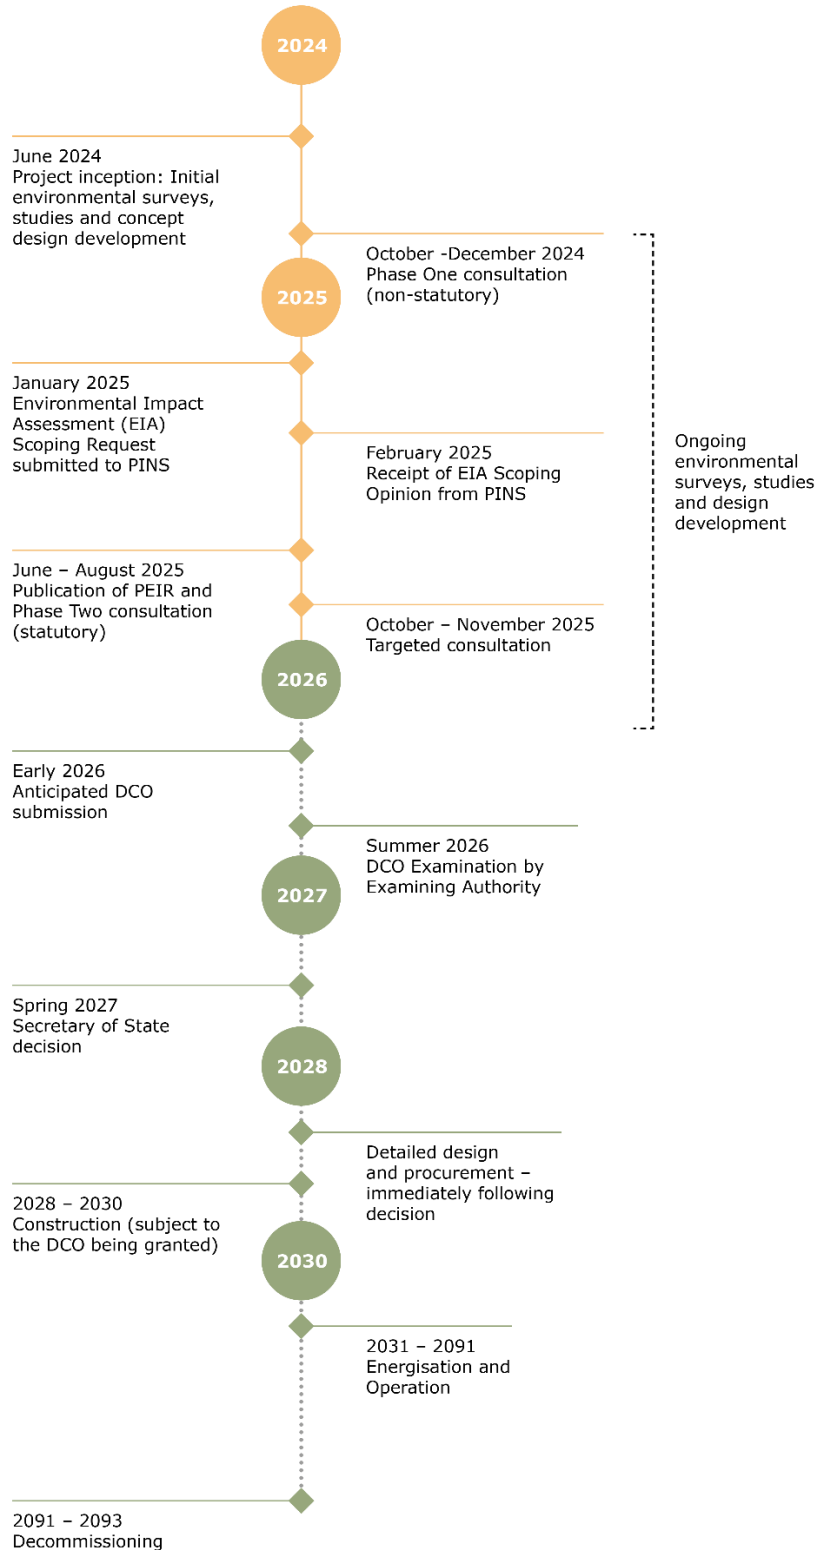 2024
June 2024
Project inception: Initial
environmental surveys,
studies and concept
design development
October -December 2024
Phase One consultation
(non-statutory)
2025
January 2025
Environmental Impact
Assessment (EIA)
Scoping Request
submitted to PINS
February 2025
Receipt of EIA Scoping
Opinion from PINS
Ongoing
environmental
surveys, studies
and design
development
June – August 2025
Publication of PEIR and
Phase Two consultation
(statutory)
October – November 2025
Targeted consultation
2026
Early 2026
Anticipated DCO
submission
Summer 2026
DCO Examination by
Examining Authority
2027
Spring 2027
Secretary of State
decision
2028
Detailed design
and procurement –
immediately following
decision
2028 – 2030
Construction (subject to
the DCO being granted)
2030
2031 – 2091
Energisation and
Operation
2091 – 2093
Decommissioning